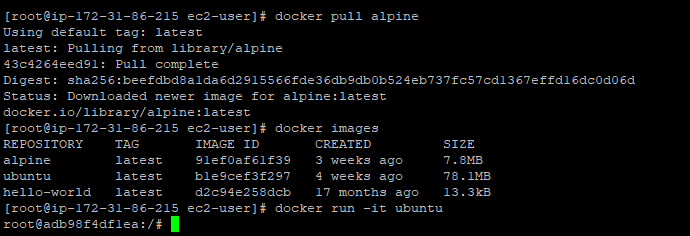 [root@ip-172-31-86-215 ec2-user]# docker pull alpine
Using default tag: latest
latest: Pulling from library/alpine
43c4264eed91: Pull complete
Digest: sha256:beefdbd8a1da6d2915566fde36db9db0b524eb737fc57cd1367effd16dc0d06d
Status: Downloaded newer image for alpine:latest
docker.io/library/alpine:latest
[root@ip-172-31-86-215 ec2-user]# docker images
REPOSITORY    TAG       IMAGE ID       CREATED         SIZE
alpine        latest    91ef0af61f39   3 weeks ago     7.8MB
ubuntu        latest    b1e9cef3f297   4 weeks ago     78.1MB
hello-world   latest    d2c94e258dcb   17 months ago   13.3kB
[root@ip-172-31-86-215 ec2-user]# docker run -it ubuntu
root@adb98f4df1ea:/#